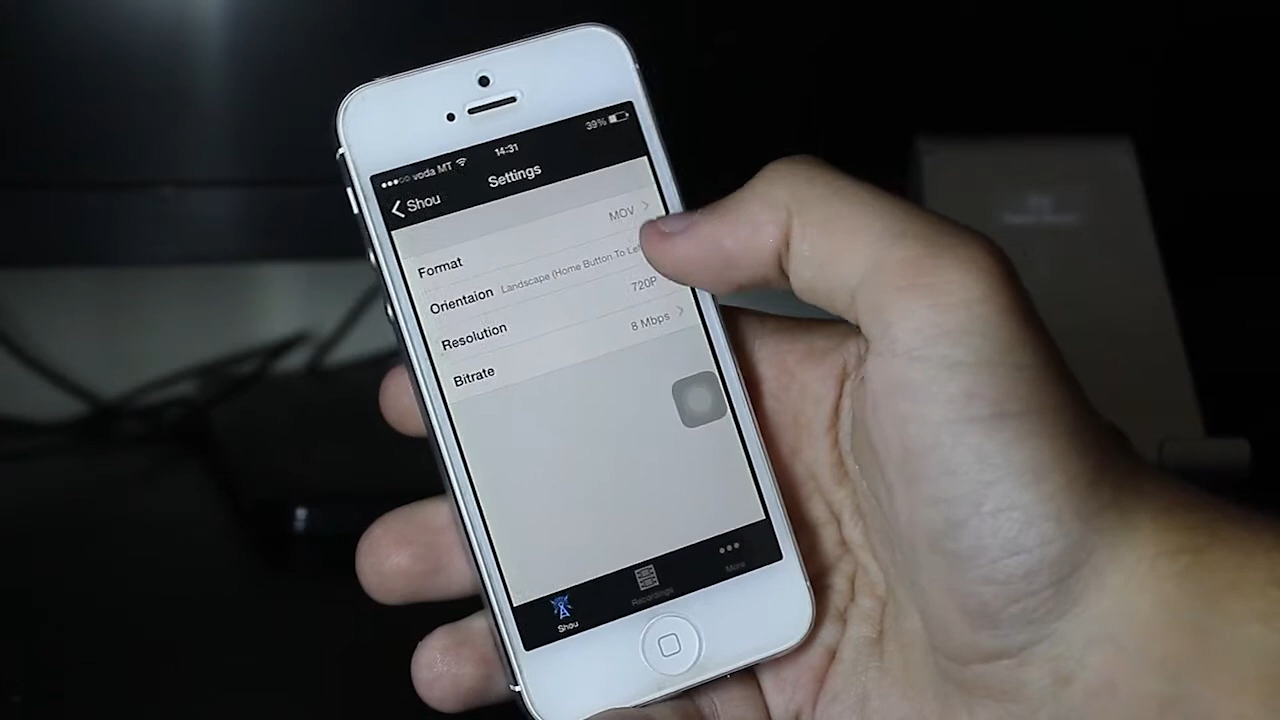 voda MT 14:31 39%
Shou Settings
Format MOV
Orientaion Landscape (Home Button To
Resolution 720P
Bitrate 8 Mbps
Shou Recordings More